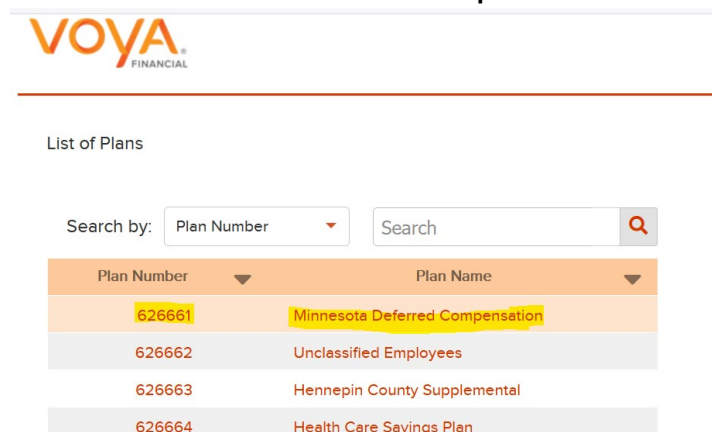 VOYA.
FINANCIAL
List of Plans
Search by: Plan Number Search
Plan Number Plan Name
626661 Minnesota Deferred Compensation
626662 Unclassified Employees
626663 Hennepin County Supplemental
626664 Health Care Savings Plan